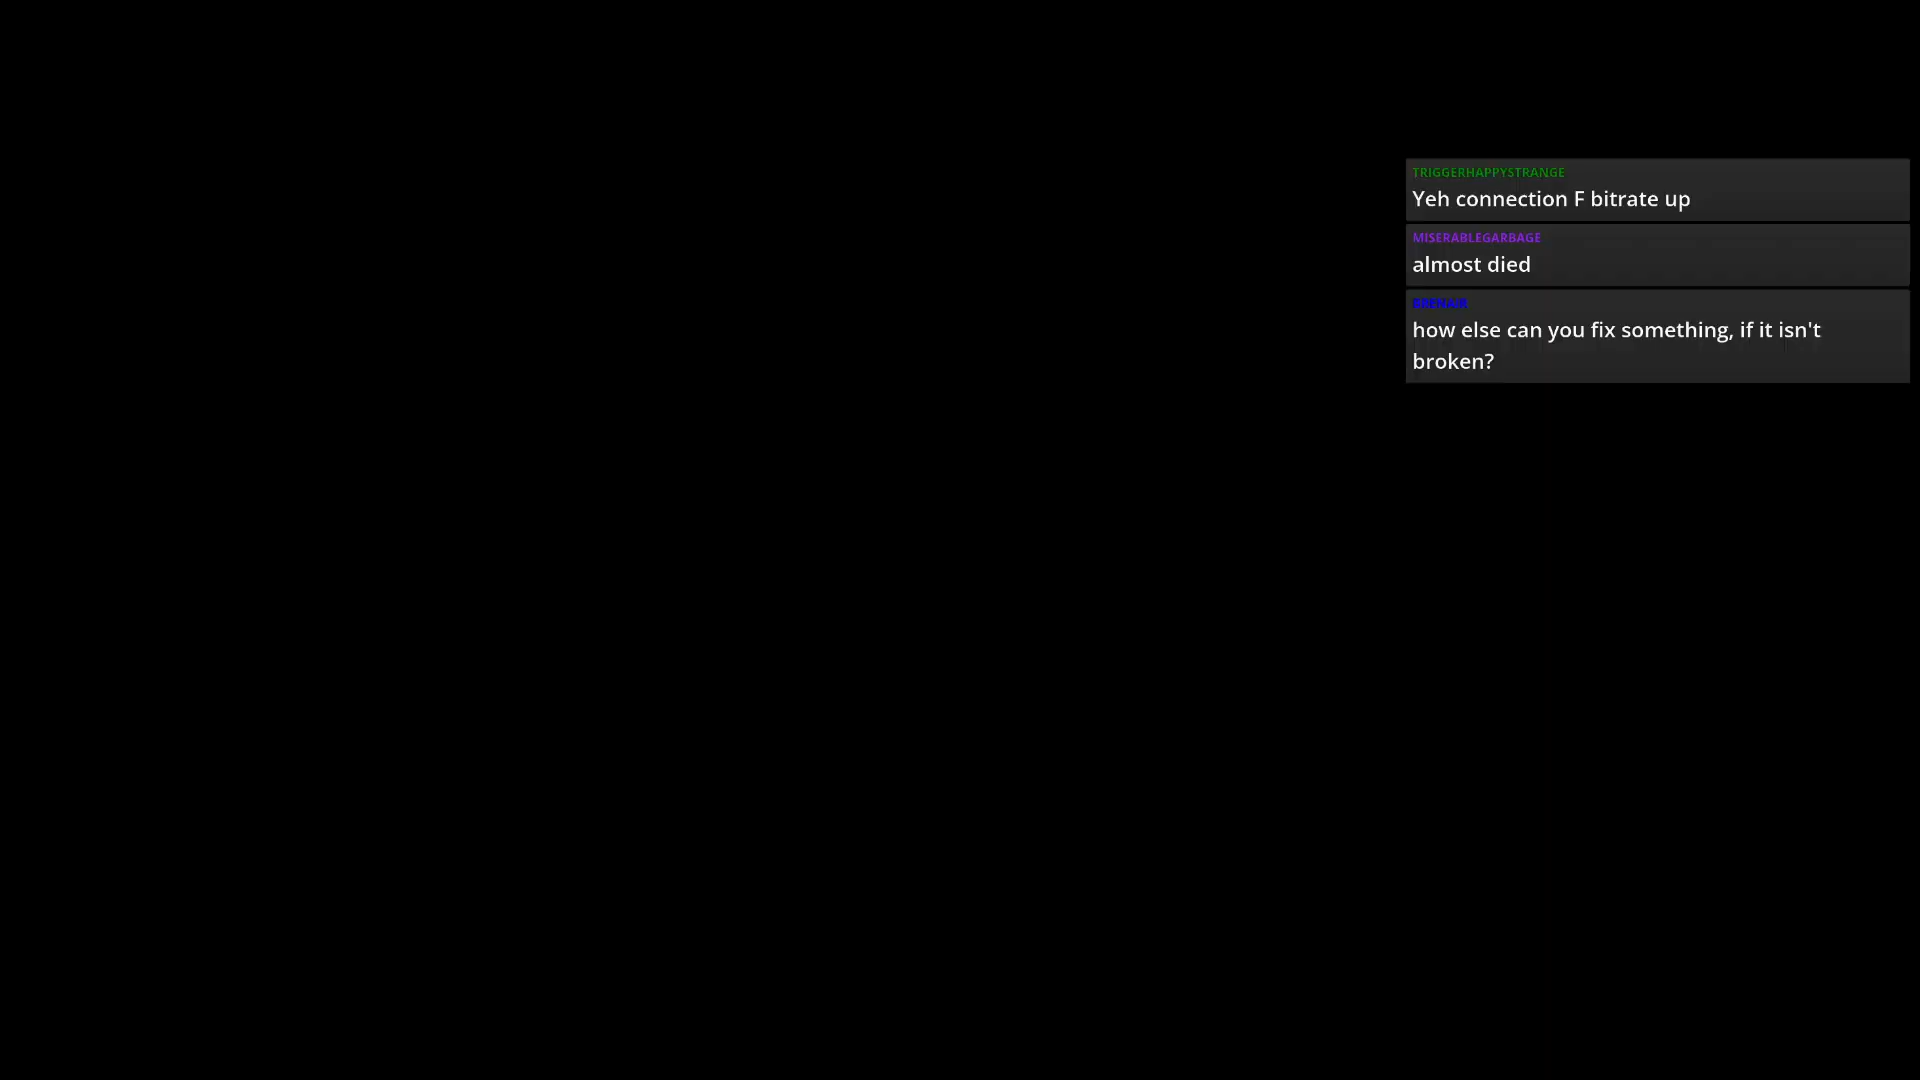 TRIGGERHAPPYSTRANGE
Yeh connection F bitrate up
MISERABLEGARBAGE
almost died
how else can you fix something, if it isn't
broken?